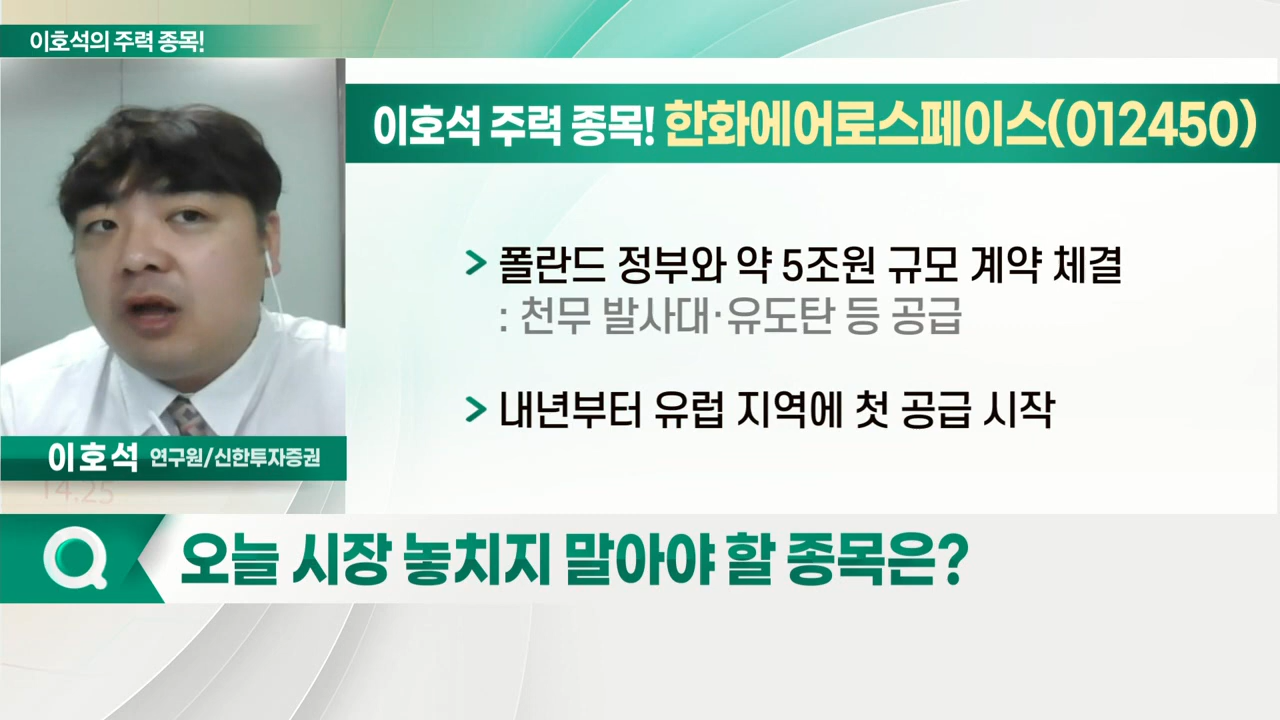 이호석의 주력 종목!
이호석 주력 종목! 한화에어로스페이스(012450)
> 폴란드 정부와 약 5조원 규모 계약 체결
: 천무 발사대·유도탄 등 공급
> 내년부터 유럽 지역에 첫 공급 시작
이호석 연구원/신한투자증권
14.25
Q 오늘 시장 놓치지 말아야 할 종목은?